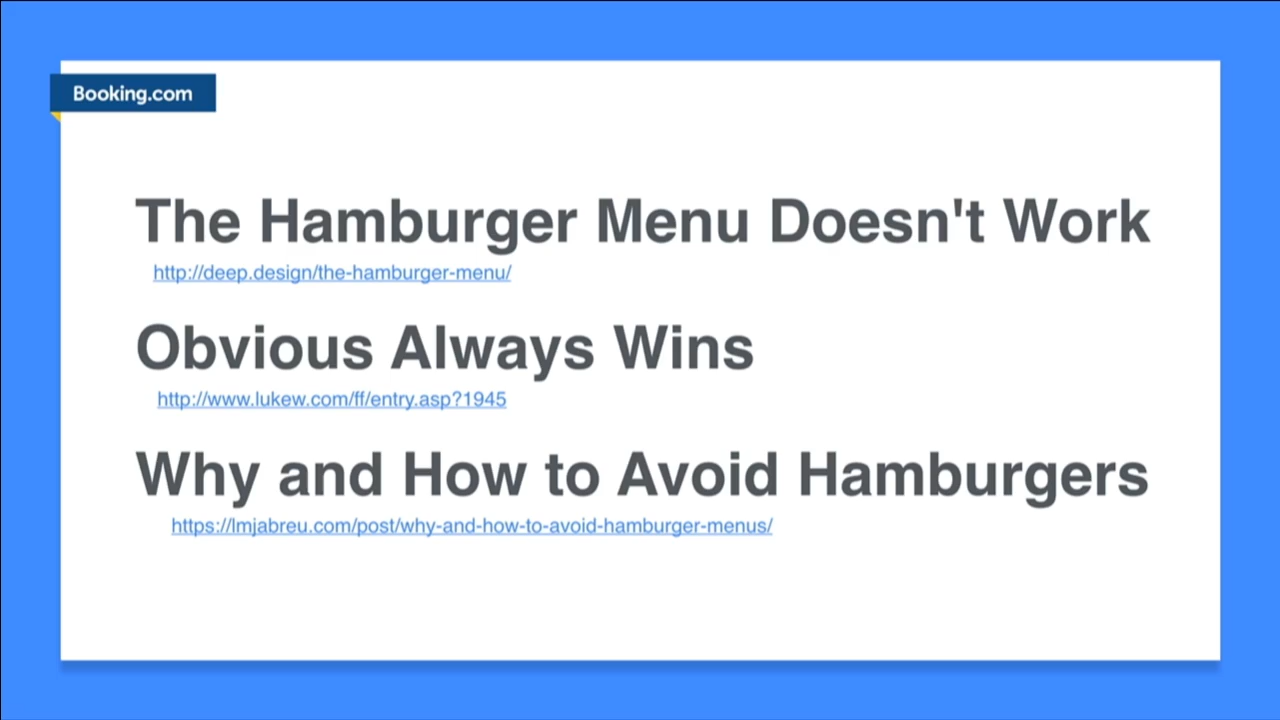 Booking.com
The Hamburger Menu Doesn't Work
http://deep.design/the-hamburger-menu/
Obvious Always Wins
http://www.lukew.com/ff/entry.asp?1945
Why and How to Avoid Hamburgers
https://lmjabreu.com/post/why-and-how-to-avoid-hamburger-menus/